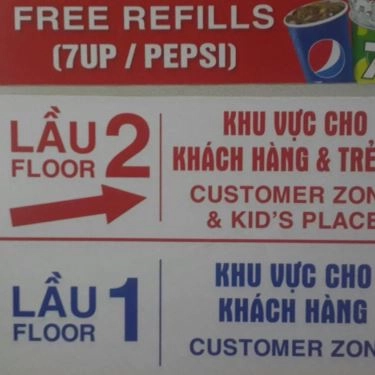 FREE REFILLS
(7UP / PEPSI)
LẦU 2
FLOOR
KHU VỰC CHO
KHÁCH HÀNG & TRẺ
CUSTOMER ZON
& KID'S PLACE
LẦU 1
FLOOR
KHU VỰC CHO
KHÁCH HÀNG
CUSTOMER ZON